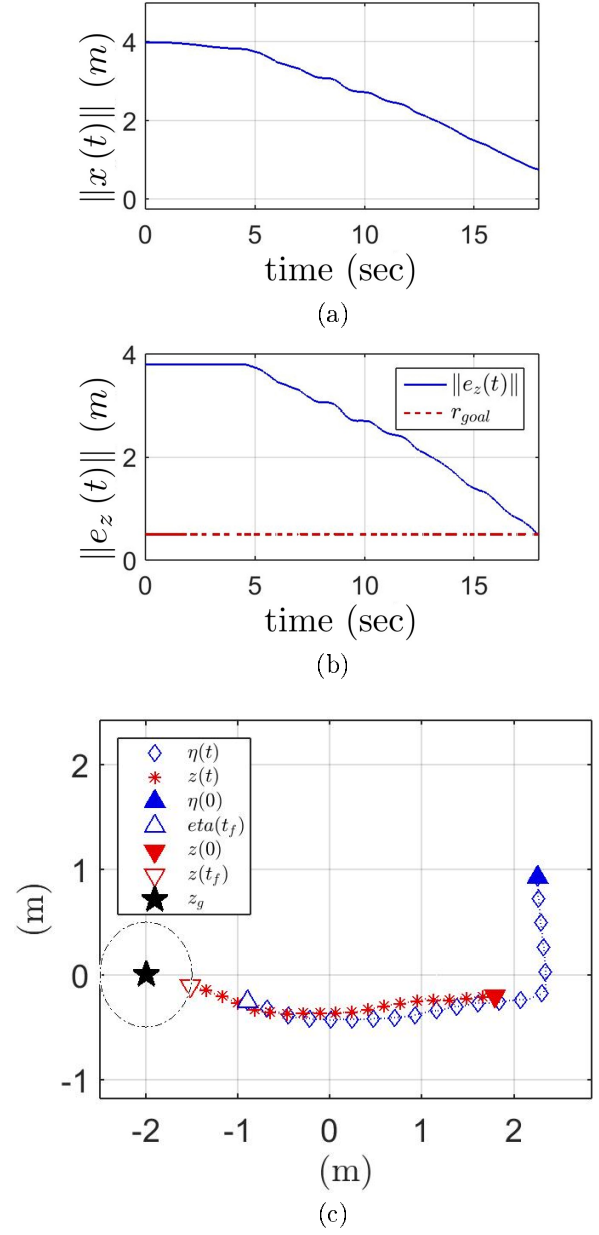 4
2
0
‖x (t)‖ (m)
0 5 10 15
time (sec)
(a)
4
2
0
‖e_z (t)‖ (m)
‖e_z(t)‖
r_goal
0 5 10 15
time (sec)
(b)
2
1
0
-1
(m)
η(t)
z(t)
η(0)
eta(t_f)
z(0)
z(t_f)
z_g
-2 -1 0 1 2
(m)
(c)